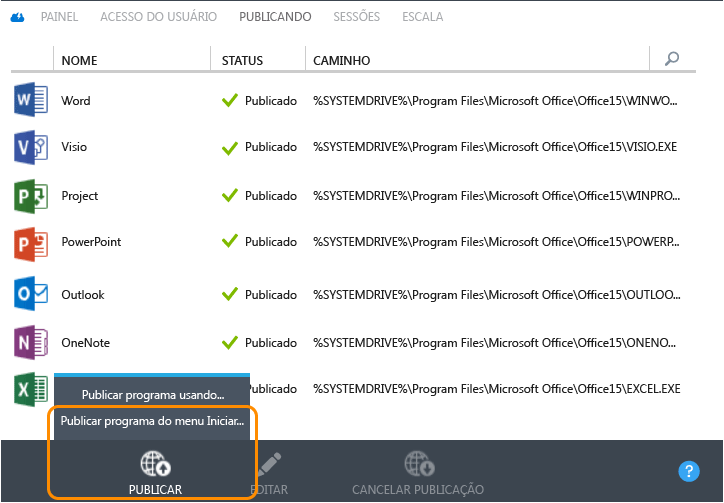 PAINEL ACESSO DO USUÁRIO PUBLICANDO SESSÕES ESCALA
NOME STATUS CAMINHO
Word Publicado %SYSTEMDRIVE%\Program Files\Microsoft Office\Office15\WINWO...
Visio Publicado %SYSTEMDRIVE%\Program Files\Microsoft Office\Office15\VISIO.EXE
Project Publicado %SYSTEMDRIVE%\Program Files\Microsoft Office\Office15\WINPRO...
PowerPoint Publicado %SYSTEMDRIVE%\Program Files\Microsoft Office\Office15\POWERP...
Outlook Publicado %SYSTEMDRIVE%\Program Files\Microsoft Office\Office15\OUTLOO...
OneNote Publicado %SYSTEMDRIVE%\Program Files\Microsoft Office\Office15\ONENO...
Publicado %SYSTEMDRIVE%\Program Files\Microsoft Office\Office15\EXCEL.EXE
Publicar programa usando...
Publicar programa do menu Iniciar...
PUBLICAR EDITAR CANCELAR PUBLICAÇÃO